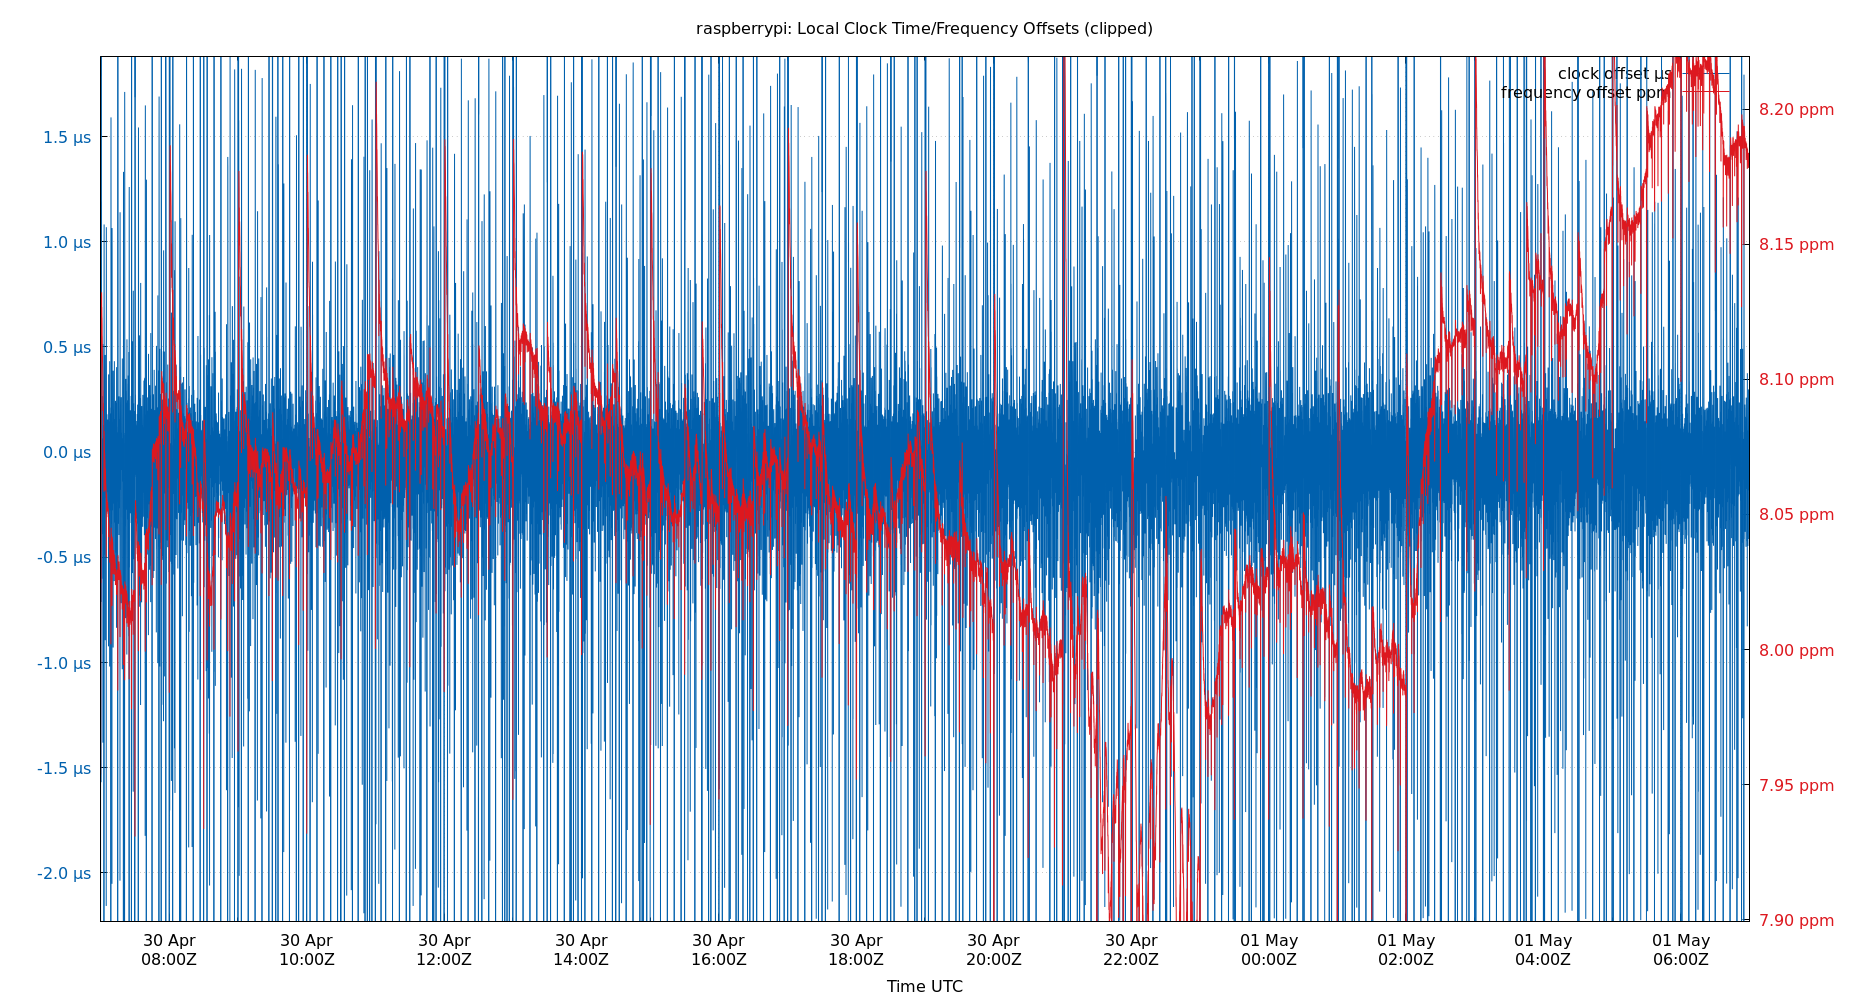 raspberrypi: Local Clock Time/Frequency Offsets (clipped)
clock offset µs
frequency offset ppm
1.5 µs
1.0 µs
0.5 µs
0.0 µs
-0.5 µs
-1.0 µs
-1.5 µs
-2.0 µs
8.20 ppm
8.15 ppm
8.10 ppm
8.05 ppm
8.00 ppm
7.95 ppm
7.90 ppm
30 Apr 30 Apr 30 Apr 30 Apr 30 Apr 30 Apr 30 Apr 30 Apr 01 May 01 May 01 May 01 May
08:00Z 10:00Z 12:00Z 14:00Z 16:00Z 18:00Z 20:00Z 22:00Z 00:00Z 02:00Z 04:00Z 06:00Z
Time UTC